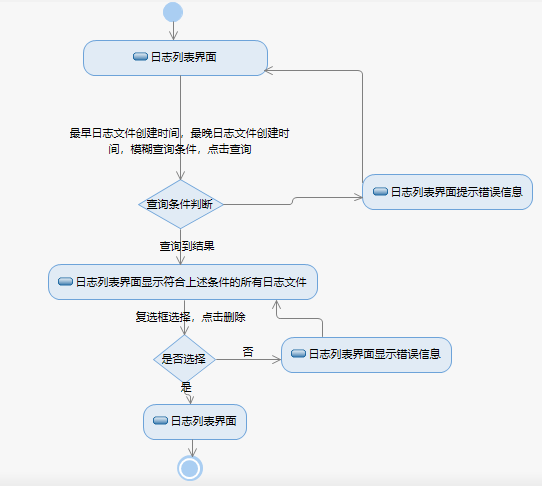 日志列表界面
最早日志文件创建时间，最晚日志文件创建时
间，模糊查询条件，点击查询
日志列表界面提示错误信息
查询条件判断
查询到结果
日志列表界面显示符合上述条件的所有日志文件
复选框选择，点击删除
否
日志列表界面显示错误信息
是否选择
是
日志列表界面